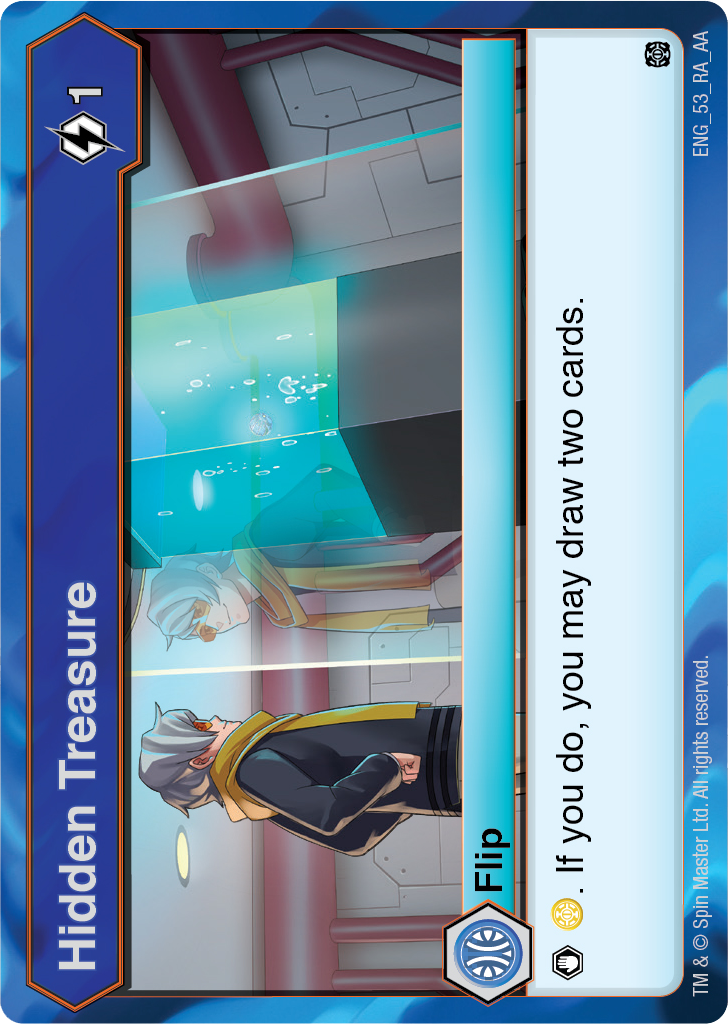 Hidden Treasure
1
Flip
. If you do, you may draw two cards.
TM & © Spin Master Ltd. All rights reserved.
ENG_53_RA_AA